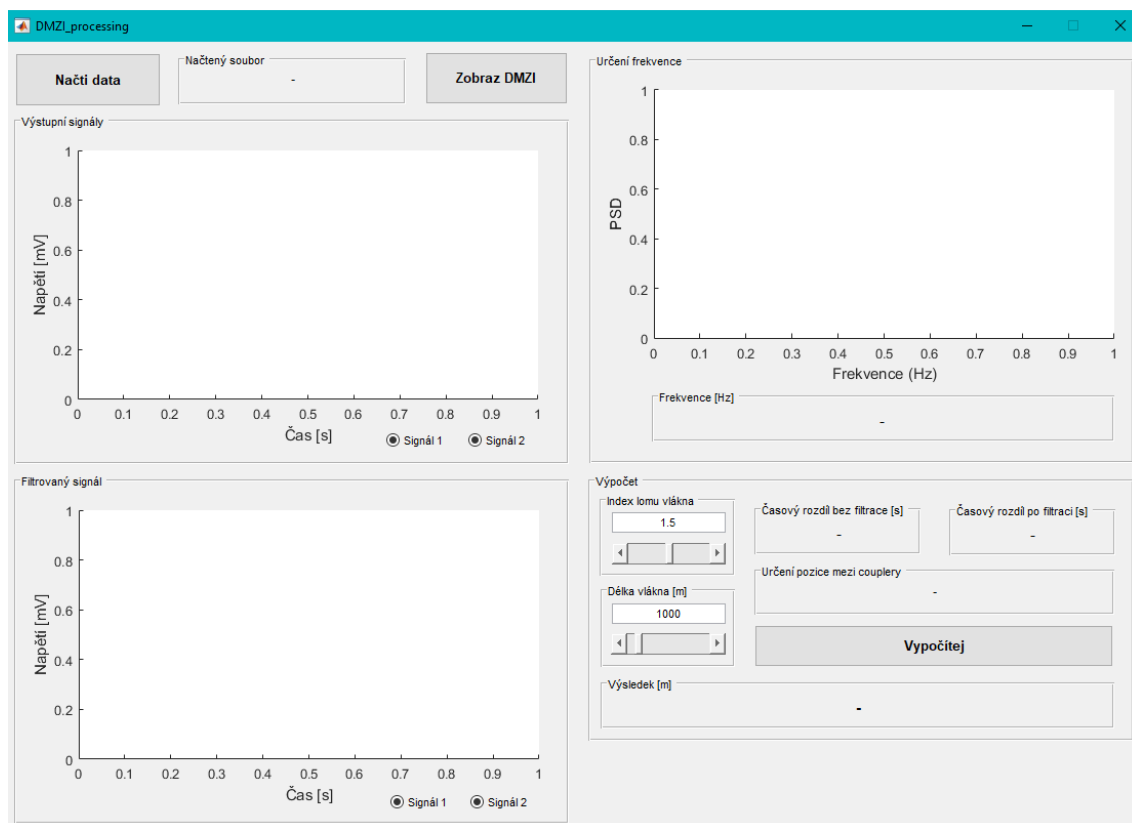 DMZI_processing
Načti data
Načtený soubor
-
Zobraz DMZI
Výstupní signály
Napětí [mV]
1
0.8
0.6
0.4
0.2
0
0 0.1 0.2 0.3 0.4 0.5 0.6 0.7 0.8 0.9 1
Čas [s]
Signál 1
Signál 2
Filtrovaný signál
Napětí [mV]
1
0.8
0.6
0.4
0.2
0
0 0.1 0.2 0.3 0.4 0.5 0.6 0.7 0.8 0.9 1
Čas [s]
Signál 1
Signál 2
Určení frekvence
PSD
1
0.8
0.6
0.4
0.2
0
0 0.1 0.2 0.3 0.4 0.5 0.6 0.7 0.8 0.9 1
Frekvence (Hz)
Frekvence [Hz]
-
Výpočet
Index lomu vlákna
1.5
Časový rozdíl bez filtrace [s]
-
Časový rozdíl po filtraci [s]
-
Určení pozice mezi couplery
-
Délka vlákna [m]
1000
Vypočítej
Výsledek [m]
-